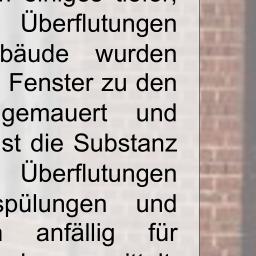 einiges tiefer,
Überflutungen
bäude wurden
Fenster zu den
gemauert und
st die Substanz
Überflutungen
spülungen und
anfällig für